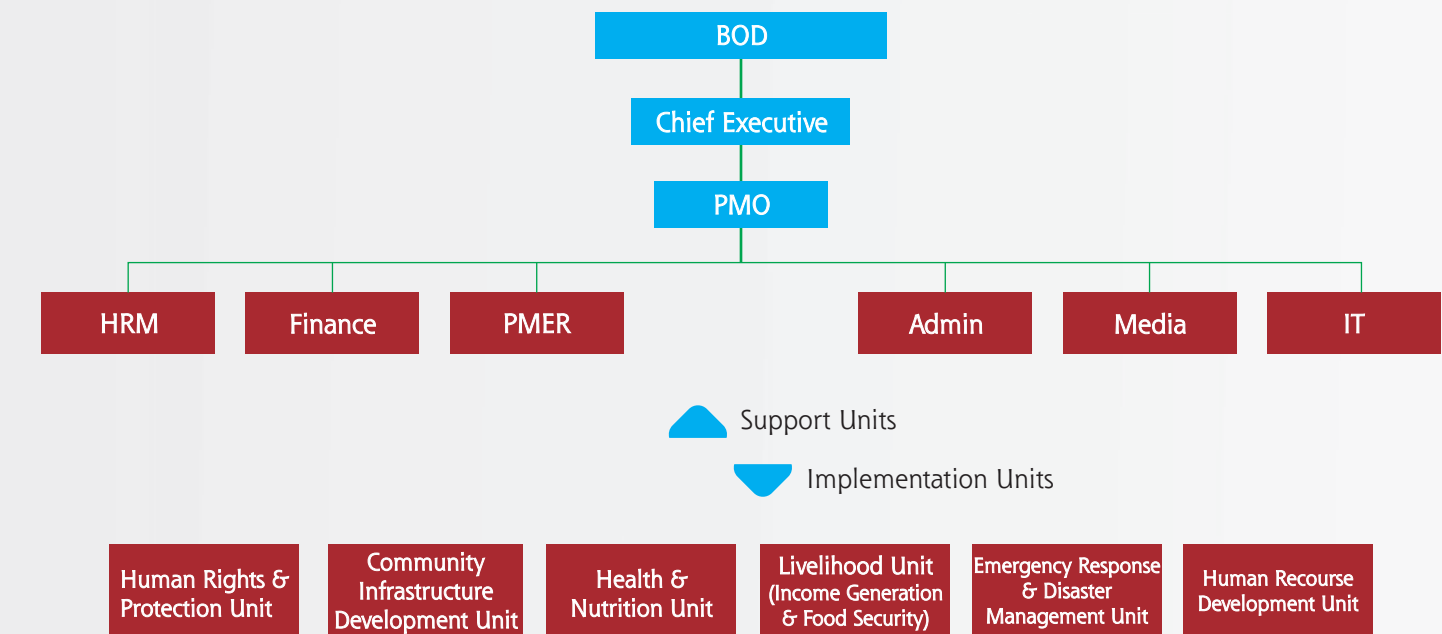 BOD
Chief Executive
PMO
HRM
Finance
PMER
Admin
Media
IT
Support Units
Implementation Units
Human Rights &
Protection Unit
Community
Infrastructure
Development Unit
Health &
Nutrition Unit
Livelihood Unit
(Income Generation
& Food Security)
Emergency Response
& Disaster
Management Unit
Human Recourse
Development Unit